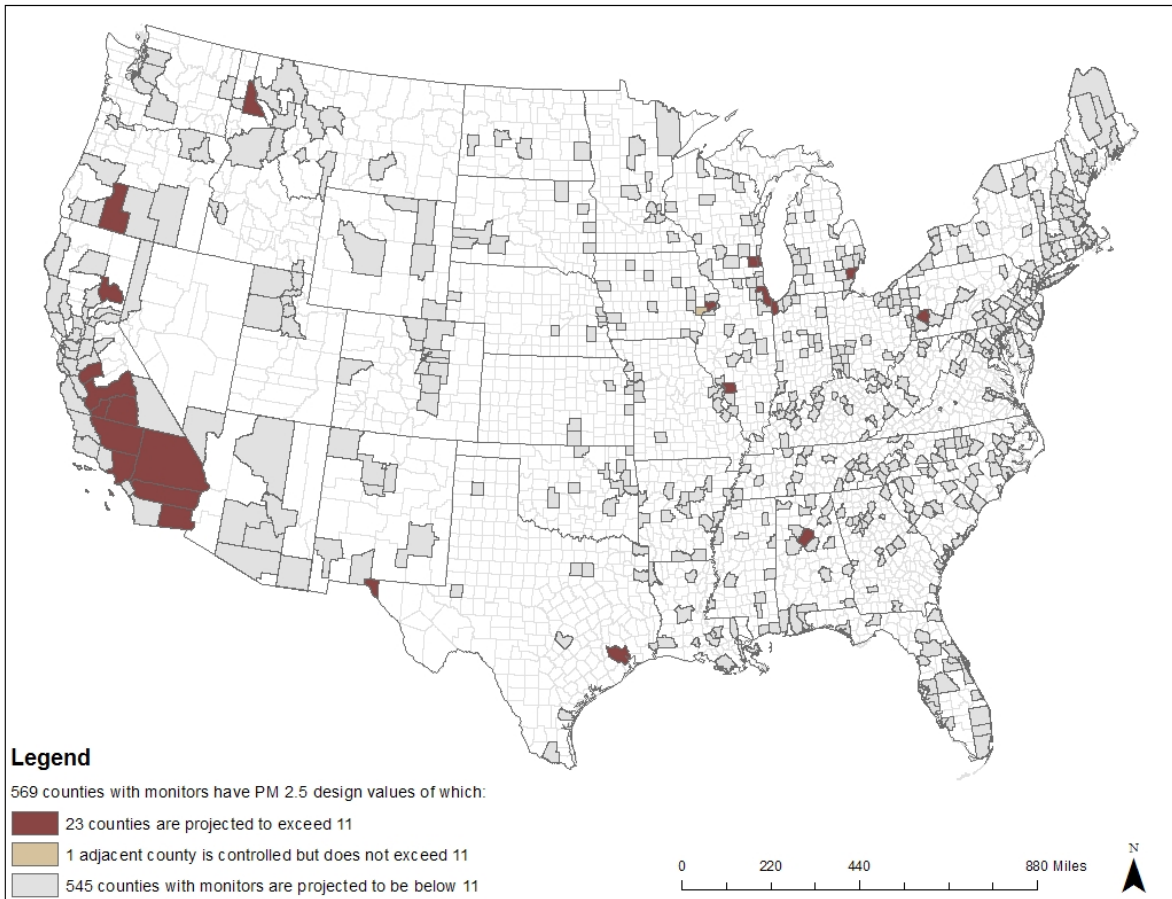 Legend
569 counties with monitors have PM 2.5 design values of which:
23 counties are projected to exceed 11
1 adjacent county is controlled but does not exceed 11
545 counties with monitors are projected to be below 11
0 220 440 880 Miles
N